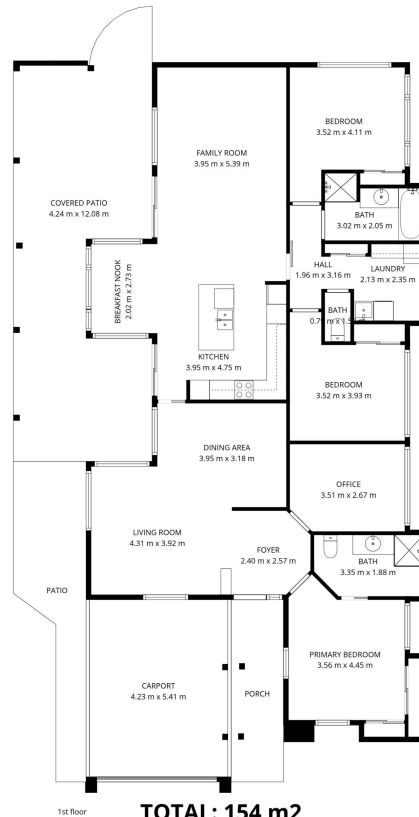 BEDROOM
3.52 m x 4.11 m
FAMILY ROOM
3.95 m x 5.39 m
COVERED PATIO
4.24 m x 12.08 m
BATH
3.02 m x 2.05 m
BREAKFAST NOOK
2.02 m x 2.73 m
HALL
1.96 m x 3.16 m
LAUNDRY
2.13 m x 2.35 m
BATH
KITCHEN
3.95 m x 4.75 m
BEDROOM
3.52 m x 3.93 m
DINING AREA
3.95 m x 3.18 m
OFFICE
3.51 m x 2.67 m
LIVING ROOM
4.31 m x 3.92 m
FOYER
2.40 m x 2.57 m
BATH
3.35 m x 1.88 m
PATIO
PRIMARY BEDROOM
3.56 m x 4.45 m
CARPORT
4.23 m x 5.41 m
PORCH
1st floor
TOTAL: 154 m2